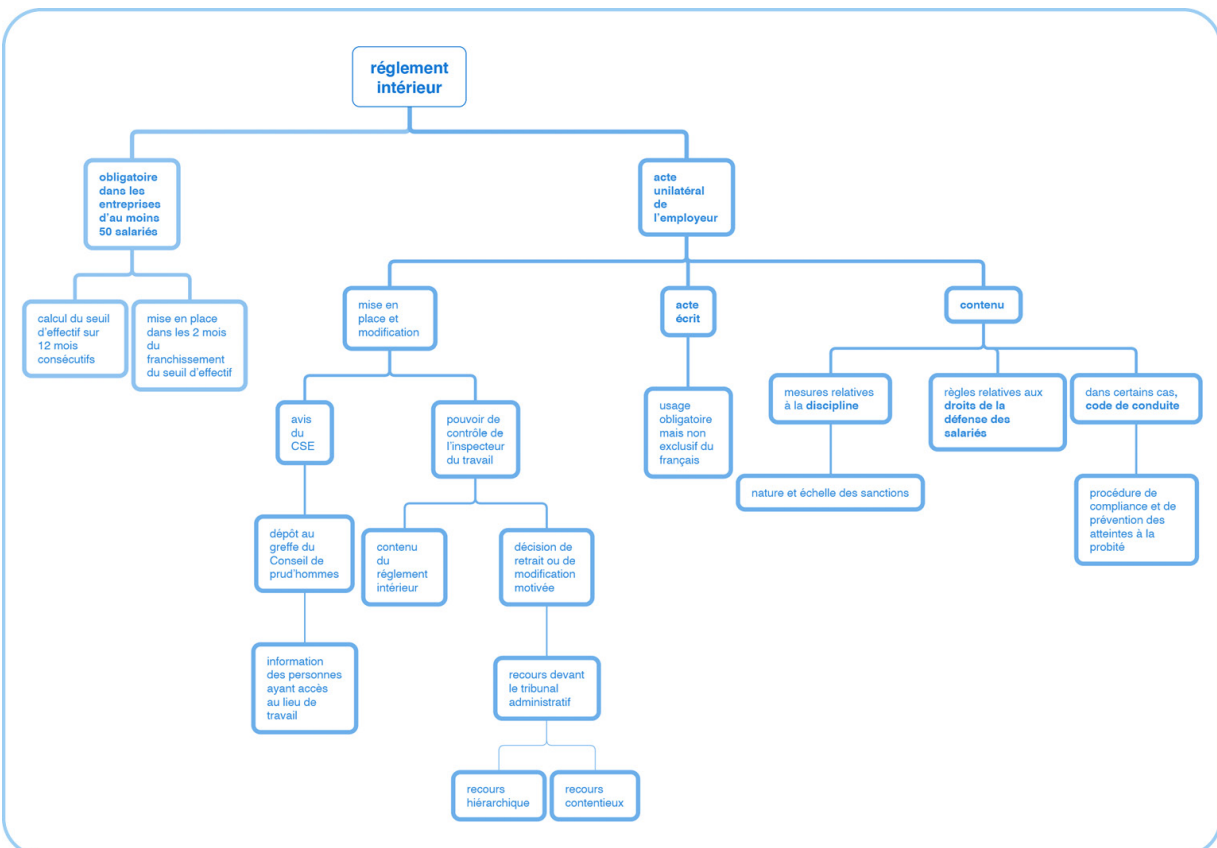 réglement
intérieur
obligatoire
dans les
entreprises
d'au moins
50 salariés
acte
unilatéral
de
l'employeur
calcul du seuil
d'effectif sur
12 mois
consécutifs
mise en place
dans les 2 mois
du
franchissement
du seuil d'effectif
mise en
place et
modification
acte
écrit
contenu
avis
du
CSE
pouvoir de
contrôle de
l'inspecteur
du travail
usage
obligatoire
mais non
exclusif du
français
mesures relatives
à la discipline
règles relatives aux
droits de la
défense des
salariés
dans certains cas,
code de conduite
nature et échelle des sanctions
procédure de
compliance et de
prévention des
atteintes à la
probité
dépôt au
greffe du
Conseil de
prud'hommes
contenu
du
réglement
intérieur
décision de
retrait ou de
modification
motivée
information
des personnes
ayant accès
au lieu de
travail
recours devant
le tribunal
administratif
recours
hiérarchique
recours
contentieux